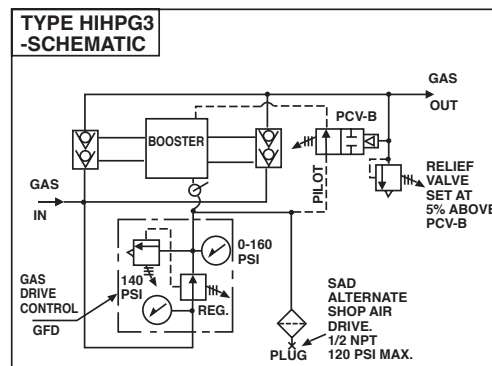 TYPE HIHPG3
-SCHEMATIC
GAS
OUT
PCV-B
BOOSTER
PILOT
RELIEF
VALVE
SET AT
5% ABOVE
PCV-B
GAS
IN
0-160
PSI
140
PSI
REG.
GAS
DRIVE
CONTROL
GFD
SAD
ALTERNATE
SHOP AIR
DRIVE.
1/2 NPT
120 PSI MAX.
PLUG